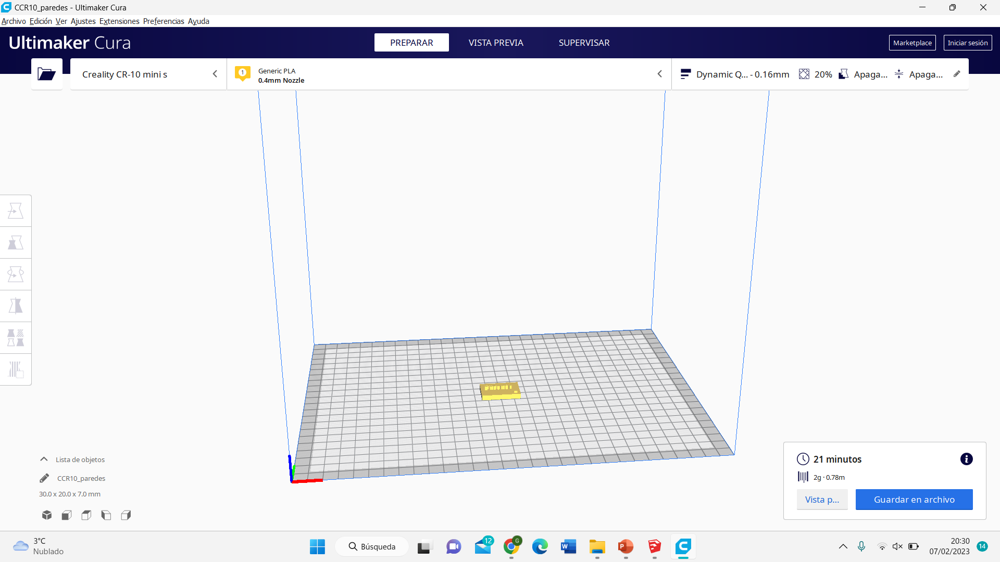 CCR10_paredes - Ultimaker Cura
Archivo Edición Ver Ajustes Extensiones Preferencias Ayuda
Ultimaker Cura
PREPARAR
VISTA PREVIA
SUPERVISAR
Marketplace
Iniciar sesión
Creality CR-10 mini s
1
Generic PLA
0.4mm Nozzle
Dynamic Q... - 0.16mm
20%
Apaga...
Apaga...
Lista de objetos
CCR10_paredes
30.0 x 20.0 x 7.0 mm
21 minutos
2g · 0.78m
Vista p...
Guardar en archivo
3°C
Nublado
Búsqueda
12
G
20:30
07/02/2023
14